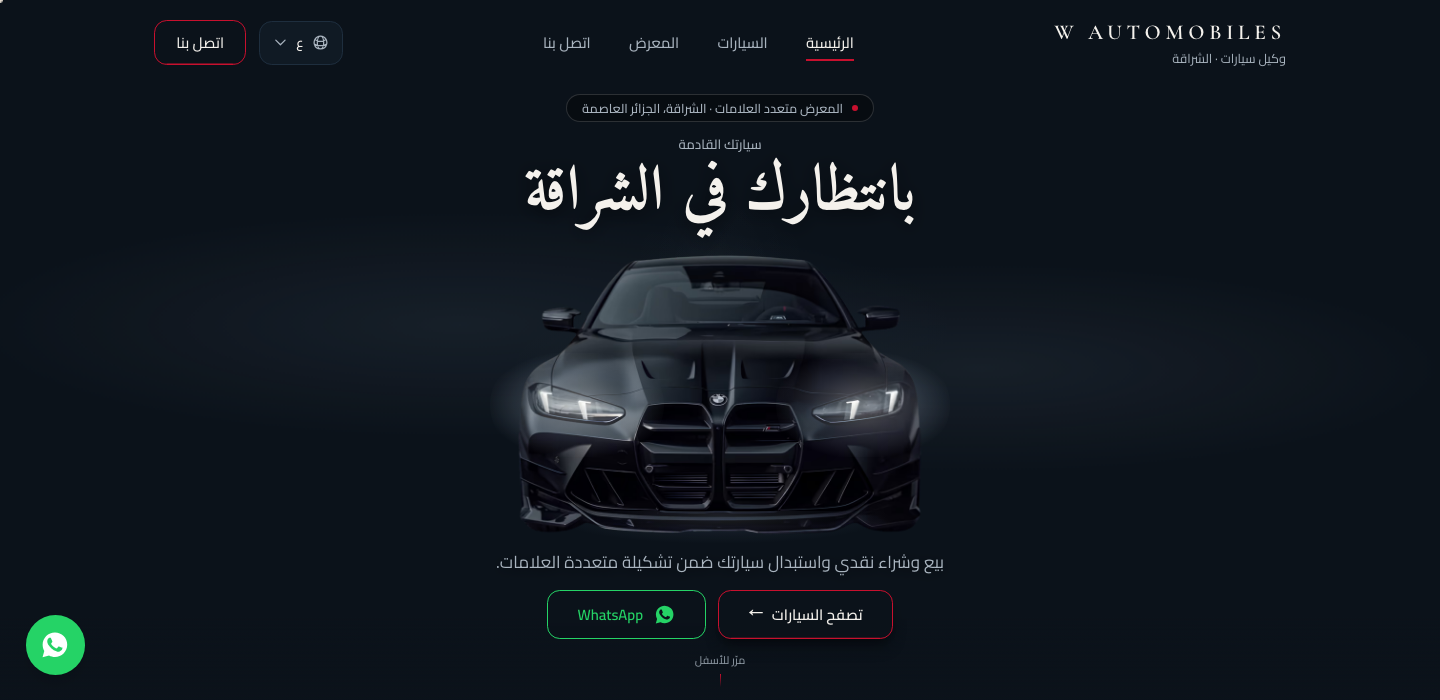 W AUTOMOBILES
وكيل سيارات · الشراقة
الرئيسية
السيارات
المعرض
اتصل بنا
ع
اتصل بنا
المعرض متعدد العلامات · الشراقة، الجزائر العاصمة
سيارتك القادمة
بانتظارك في الشراقة
بيع وشراء نقدي واستبدال سيارتك ضمن تشكيلة متعددة العلامات.
تصفح السيارات ←
WhatsApp
مرّر للأسفل